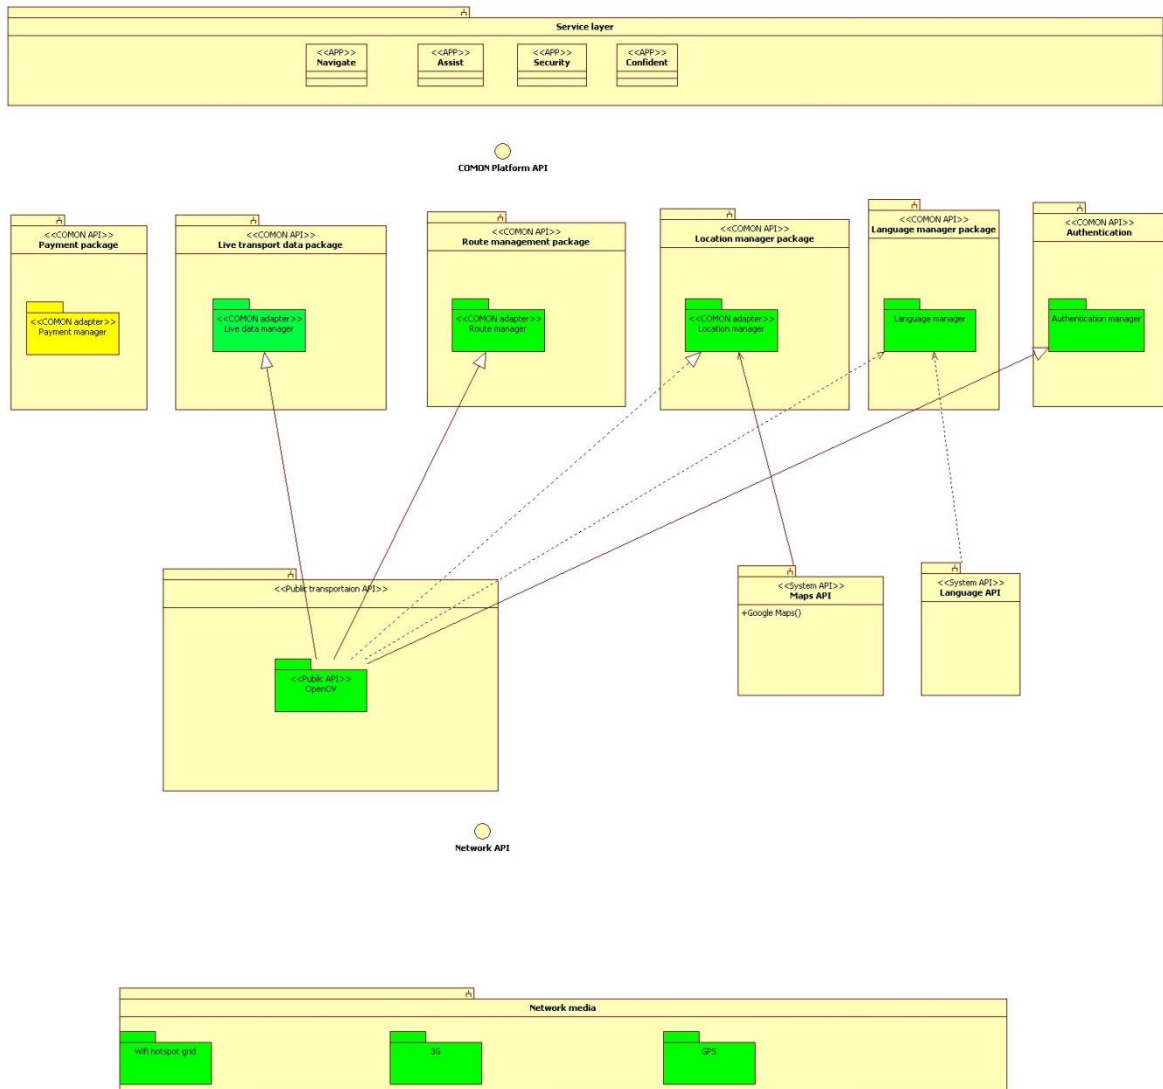 Service layer
<<APP>>
Navigate
<<APP>>
Assist
<<APP>>
Security
<<APP>>
Confident
COMON Platform API
<<COMON API>>
Payment package
<<COMON adapter>>
Payment manager
<<COMON API>>
Live transport data package
<<COMON adapter>>
Live data manager
<<COMON API>>
Route management package
<<COMON adapter>>
Route manager
<<COMON API>>
Location manager package
<<COMON adapter>>
Location manager
<<COMON API>>
Language manager package
Language manager
<<COMON API>>
Authentication
Authentication manager
<<Public transportaion API>>
<<Public API>>
OpenOV
<<System API>>
Maps API
+Google Maps()
<<System API>>
Language API
Network API
Network media
Wifi hotspot grid
3G
GPS